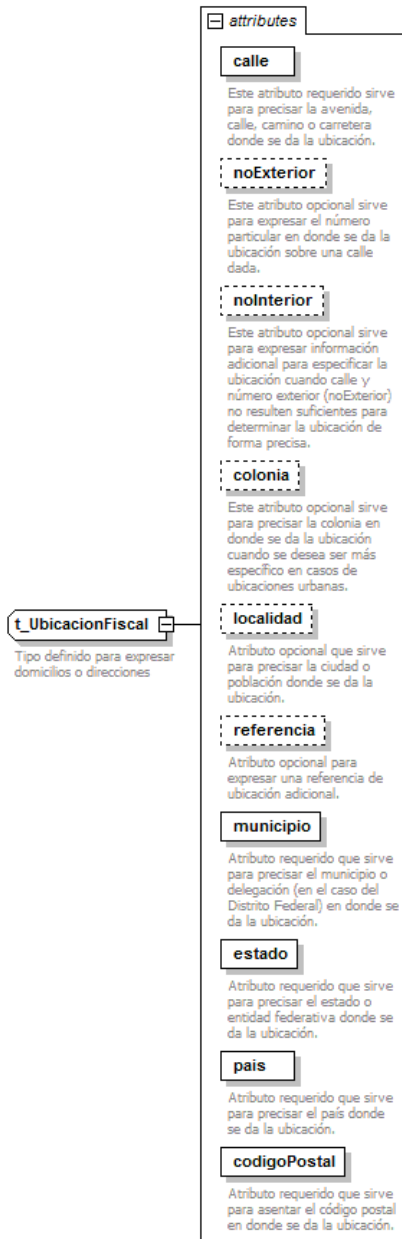 attributes
calle
Este atributo requerido sirve
para precisar la avenida,
calle, camino o carretera
donde se da la ubicación.
noExterior
Este atributo opcional sirve
para expresar el número
particular en donde se da la
ubicación sobre una calle
dada.
noInterior
Este atributo opcional sirve
para expresar información
adicional para especificar la
ubicación cuando calle y
número exterior (noExterior)
no resulten suficientes para
determinar la ubicación de
forma precisa.
colonia
Este atributo opcional sirve
para precisar la colonia en
donde se da la ubicación
cuando se desea ser más
específico en casos de
ubicaciones urbanas.
t_UbicacionFiscal
Tipo definido para expresar
domicilios o direcciones
localidad
Atributo opcional que sirve
para precisar la ciudad o
población donde se da la
ubicación.
referencia
Atributo opcional para
expresar una referencia de
ubicación adicional.
municipio
Atributo requerido que sirve
para precisar el municipio o
delegación (en el caso del
Distrito Federal) en donde se
da la ubicación.
estado
Atributo requerido que sirve
para precisar el estado o
entidad federativa donde se
da la ubicación.
pais
Atributo requerido que sirve
para precisar el país donde
se da la ubicación.
codigoPostal
Atributo requerido que sirve
para asentar el código postal
en donde se da la ubicación.